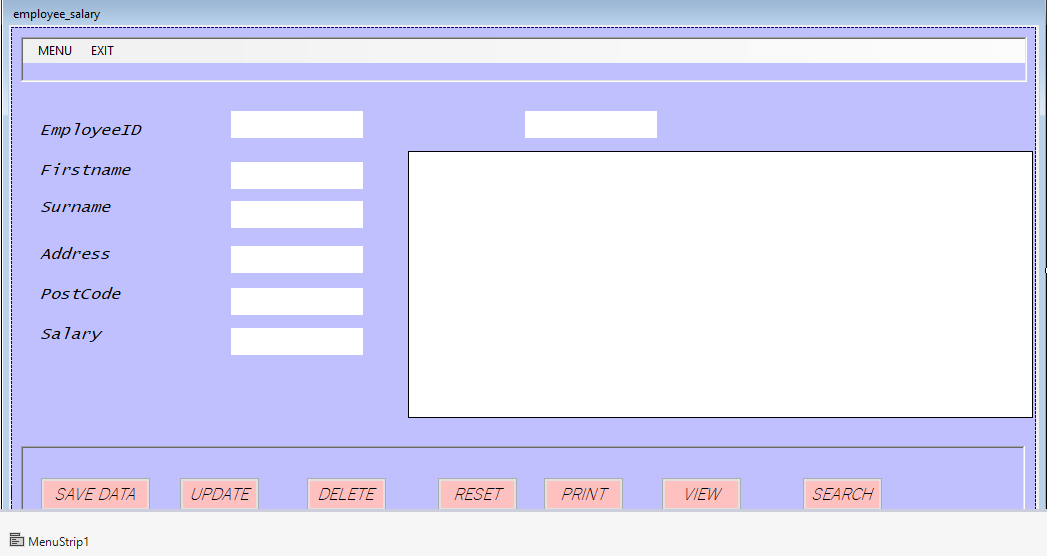 employee_salary
MENU EXIT
EmployeeID
Firstname
Surname
Address
PostCode
Salary
SAVE DATA UPDATE DELETE RESET PRINT VIEW SEARCH
MenuStrip1